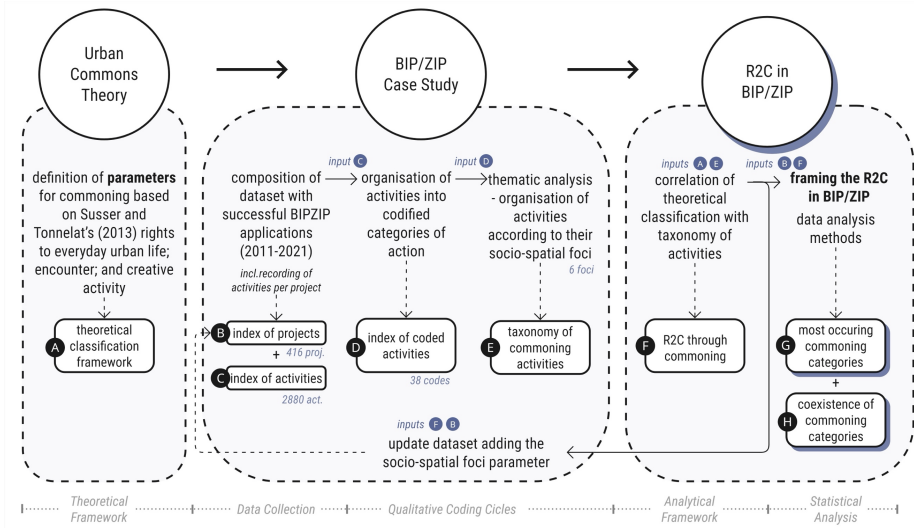 Urban
Commons
Theory
BIP/ZIP
Case Study
R2C in
BIP/ZIP
definition of parameters
for commoning based
on Susser and
Tonnelat's (2013) rights
to everyday urban life;
encounter; and creative
activity
A
theoretical
classification
framework
composition of
dataset with
successful BIPZIP
applications
(2011-2021)
incl.recording of
activities per project
B
index of projects
+ 416 proj.
C
index of activities
2880 act.
input C
organisation of
activities into
codified
categories of
action
D
index of coded
activities
38 codes
input D
thematic analysis
- organisation of
activities
according to their
socio-spatial foci
6 foci
E
taxonomy of
commoning
activities
inputs F B
update dataset adding the
socio-spatial foci parameter
inputs A E
correlation of
theoretical
classification with
taxonomy of
activities
F
R2C through
commoning
inputs B F
framing the R2C
in BIP/ZIP
data analysis
methods
G
most occuring
commoning
categories
+
H
coexistence of
commoning
categories
Theoretical
Framework
Data Collection
Qualitative Coding Cicles
Analytical
Framework
Statistical
Analysis